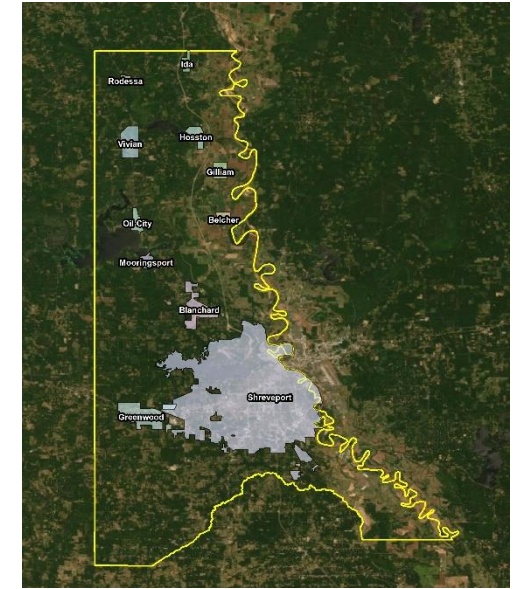 Ida
Rodessa
Hosston
Vivian
Gilliam
Belcher
Oil City
Mooringsport
Blanchard
Shreveport
Greenwood